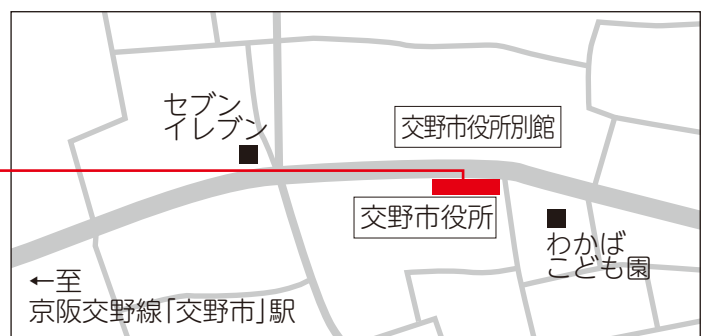 セブン
イレブン
交野市役所別館
交野市役所
わかば
こども園
←至
京阪交野線「交野市」駅